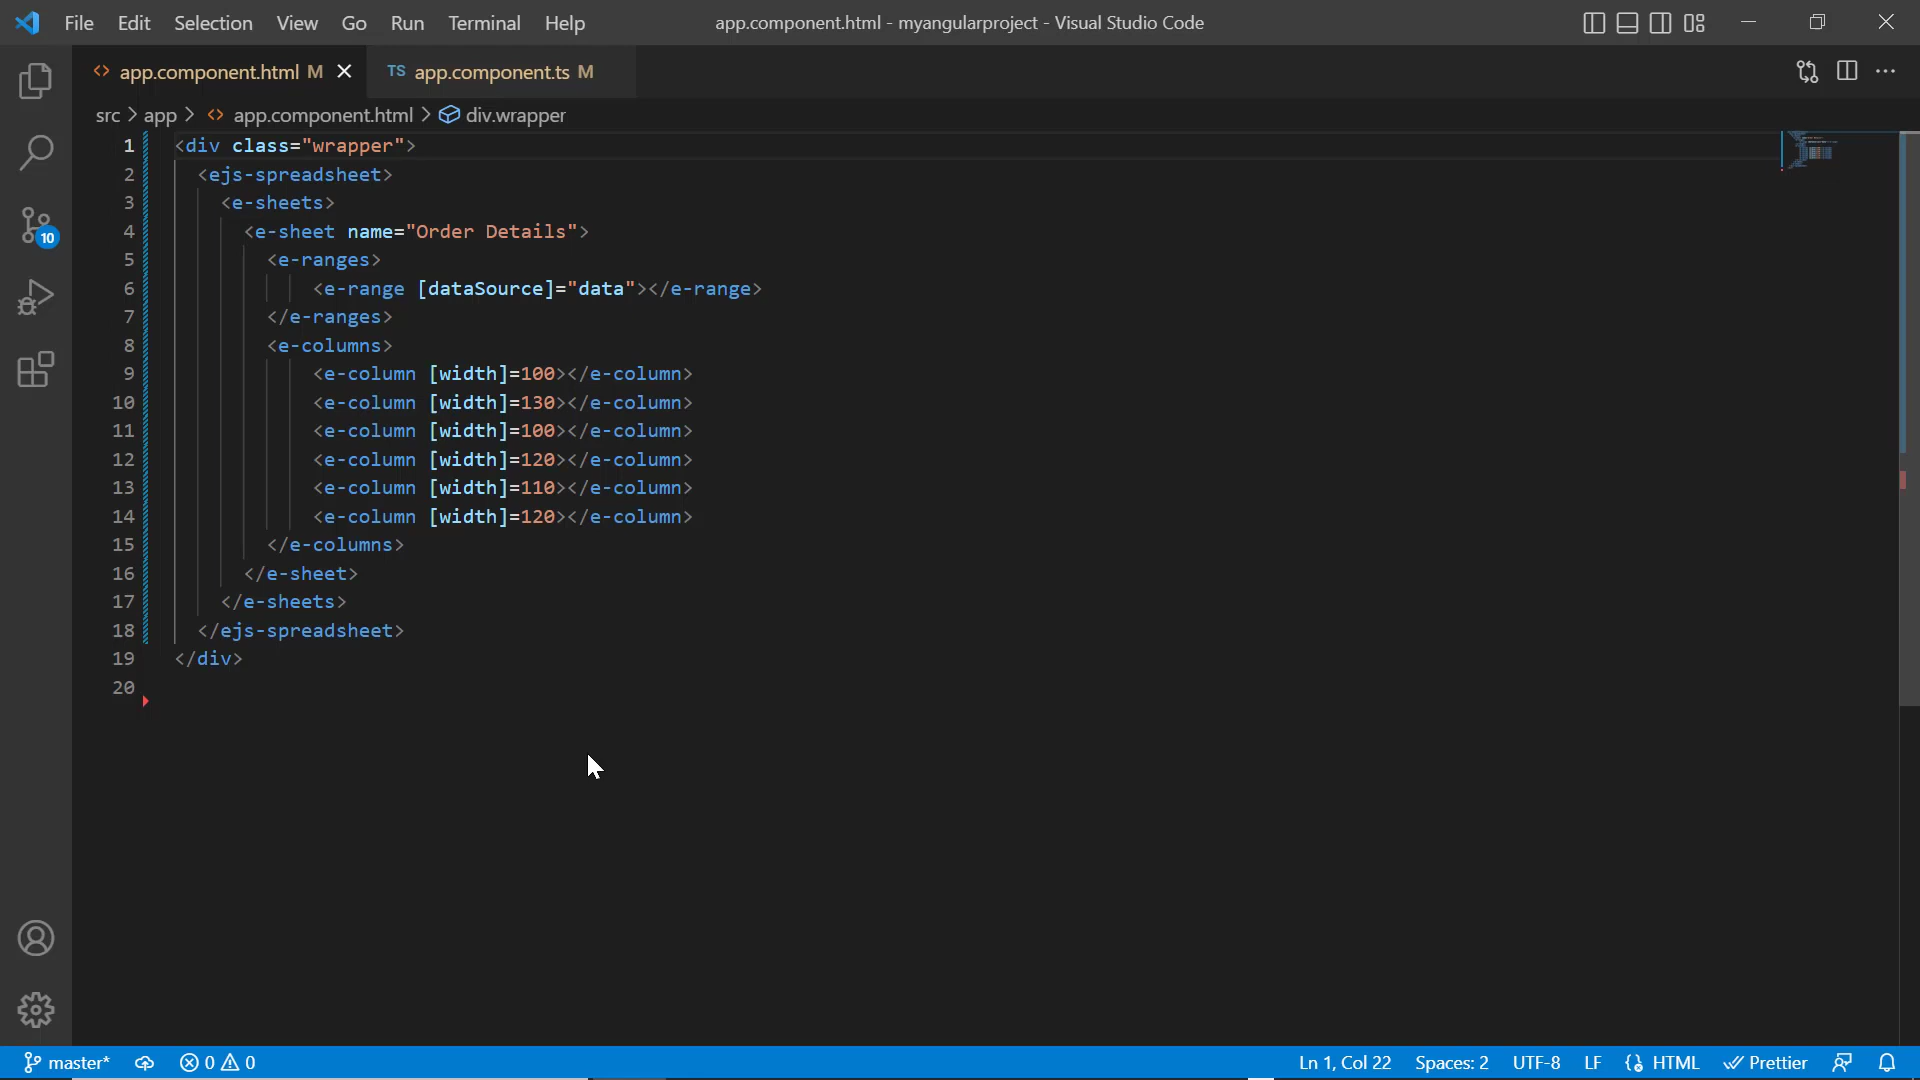 File Edit Selection View Go Run Terminal Help app.component.html - myangularproject - Visual Studio Code
app.component.html M TS app.component.ts M
src > app > app.component.html > div.wrapper
1 <div class="wrapper">
2 <ejs-spreadsheet>
3 <e-sheets>
4 <e-sheet name="Order Details">
5 <e-ranges>
6 <e-range [dataSource]="data"></e-range>
7 </e-ranges>
8 <e-columns>
9 <e-column [width]=100></e-column>
10 <e-column [width]=130></e-column>
11 <e-column [width]=100></e-column>
12 <e-column [width]=120></e-column>
13 <e-column [width]=110></e-column>
14 <e-column [width]=120></e-column>
15 </e-columns>
16 </e-sheet>
17 </e-sheets>
18 </ejs-spreadsheet>
19 </div>
20
10
master* 0 0 Ln 1, Col 22 Spaces: 2 UTF-8 LF HTML Prettier